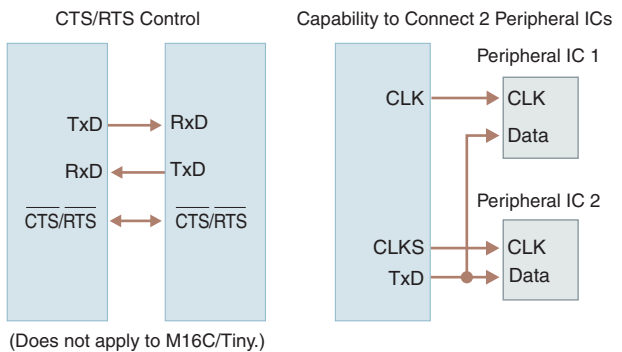 CTS/RTS Control
TxD
RxD
RxD
TxD
CTS/RTS
CTS/RTS
(Does not apply to M16C/Tiny.)
Capability to Connect 2 Peripheral ICs
Peripheral IC 1
CLK
CLK
Data
Peripheral IC 2
CLKS
CLK
TxD
Data